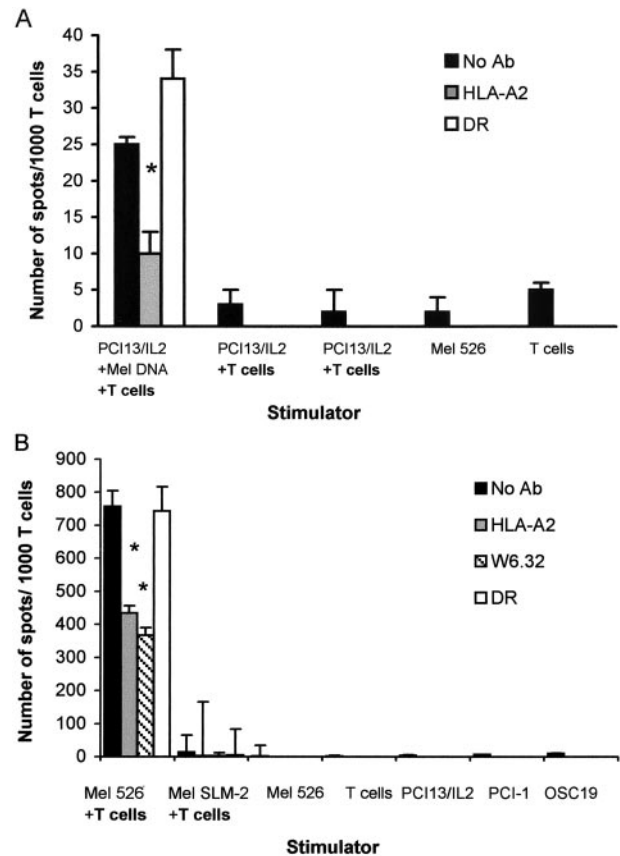 A
Number of spots/1000 T cells
40
35
30
25
20
15
10
5
0
No Ab
HLA-A2
DR
*
PCI13/IL2 PCI13/IL2 PCI13/IL2 Mel 526 T cells
+Mel DNA +T cells +T cells
+T cells
Stimulator
B
Number of spots/ 1000 T cells
900
800
700
600
500
400
300
200
100
0
No Ab
HLA-A2
W6.32
DR
*
*
Mel 526 Mel SLM-2 Mel 526 T cells PCI13/IL2 PCI-1 OSC19
+T cells +T cells
Stimulator